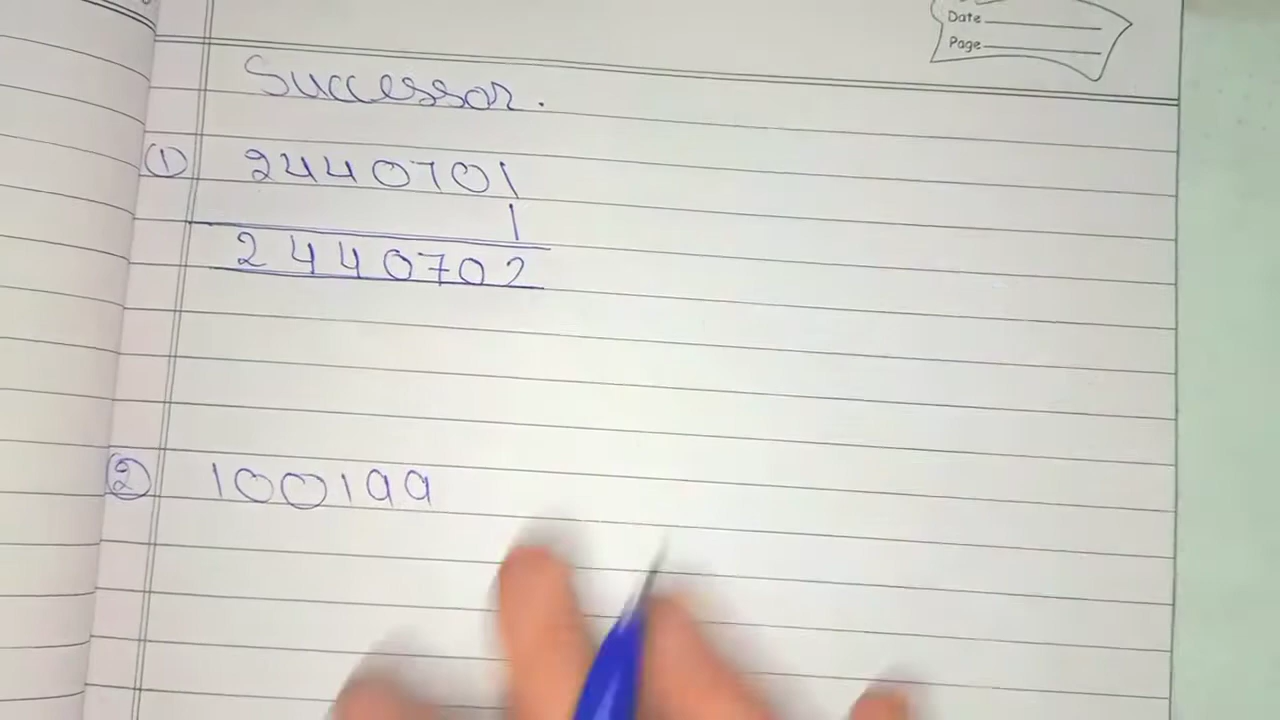 Date
Page
Successor.
① 2440701
1
2440702
② 100199